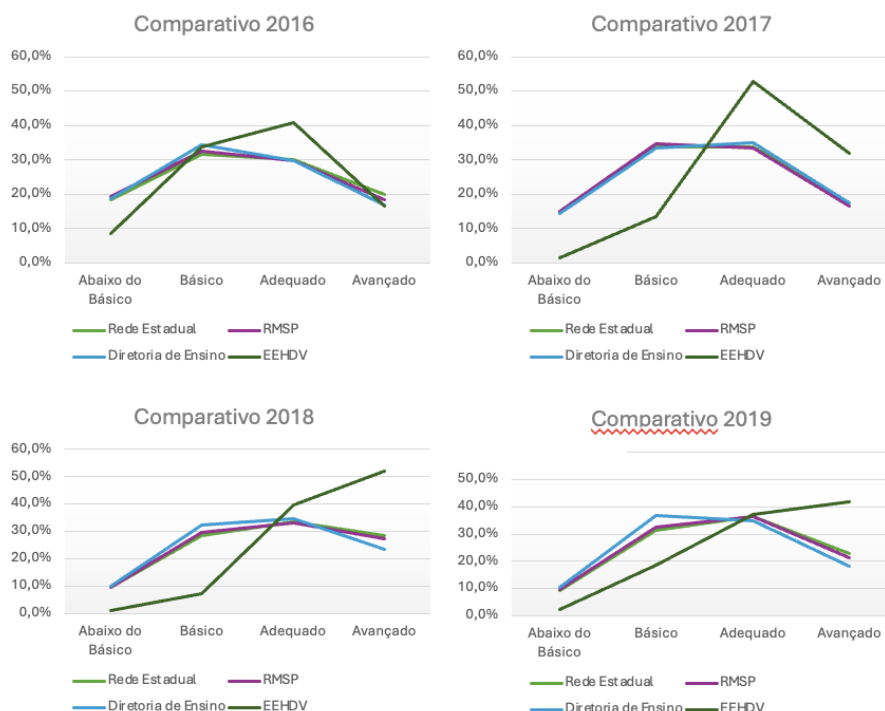 Comparativo 2016
60,0%
50,0%
40,0%
30,0%
20,0%
10,0%
0,0%
Abaixo do Básico Adequado Avançado
Básico
Rede Estadual RMSP
Diretoria de Ensino EEHDV
Comparativo 2017
60,0%
50,0%
40,0%
30,0%
20,0%
10,0%
0,0%
Abaixo do Básico Adequado Avançado
Básico
Rede Estadual RMSP
Diretoria de Ensino EEHDV
Comparativo 2018
60,0%
50,0%
40,0%
30,0%
20,0%
10,0%
0,0%
Abaixo do Básico Adequado Avançado
Básico
Rede Estadual RMSP
Diretoria de Ensino EEHDV
Comparativo 2019
50,0%
40,0%
30,0%
20,0%
10,0%
0,0%
Abaixo do Básico Adequado Avançado
Básico
Rede Estadual RMSP
Diretoria de Ensino EEHDV